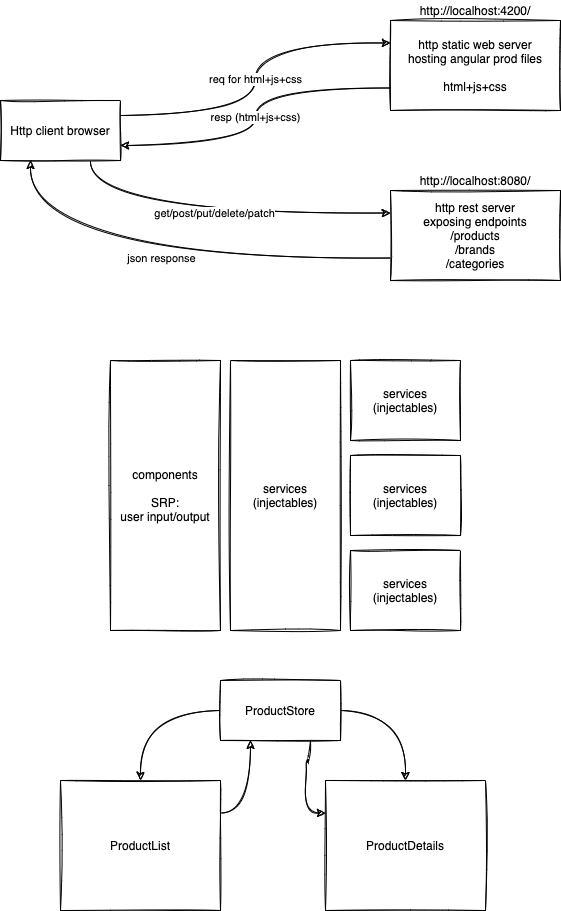 http://localhost:4200/
http static web server
hosting angular prod files
html+js+css
req for html+js+css
resp (html+js+css)
Http client browser
http://localhost:8080/
http rest server
exposing endpoints
/products
/brands
/categories
get/post/put/delete/patch
json response
components
SRP:
user input/output
services
(injectables)
services
(injectables)
services
(injectables)
services
(injectables)
ProductStore
ProductList
ProductDetails